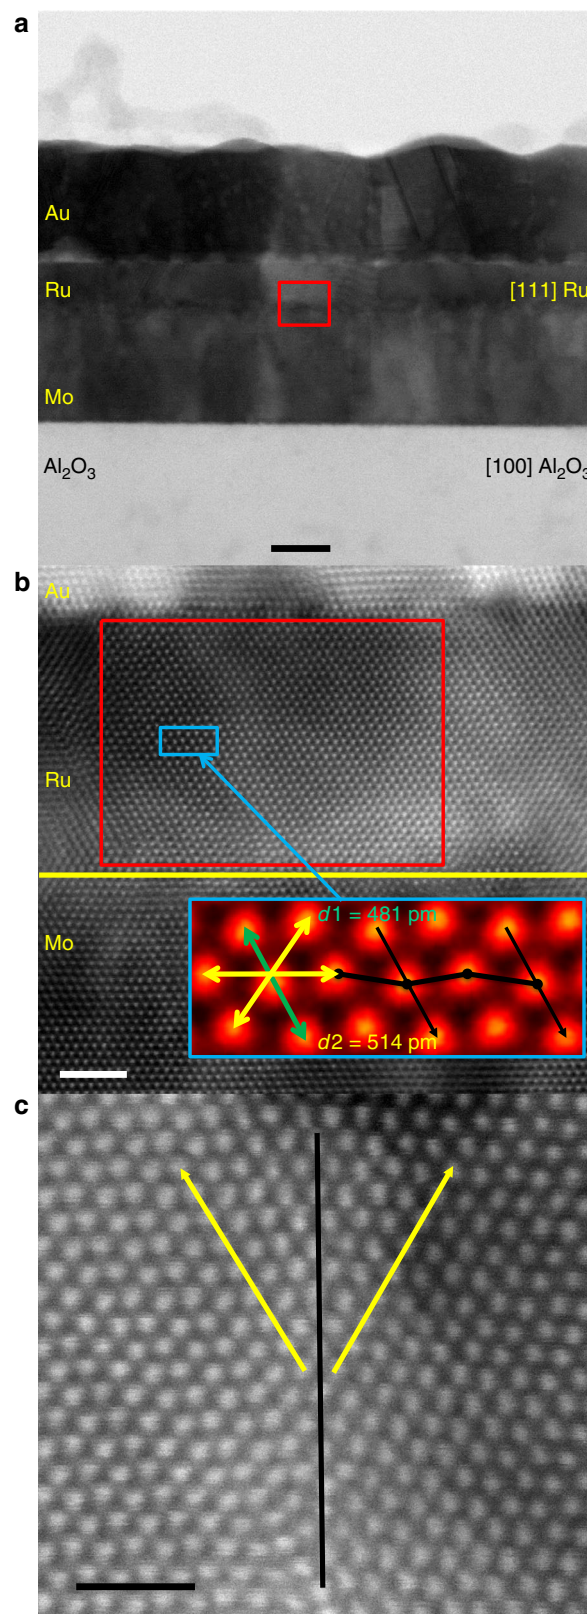 a
Au
Ru
[111] Ru
Mo
Al₂O₃
[100] Al₂O₃
b
Au
Ru
d1 = 481 pm
Mo
d2 = 514 pm
c